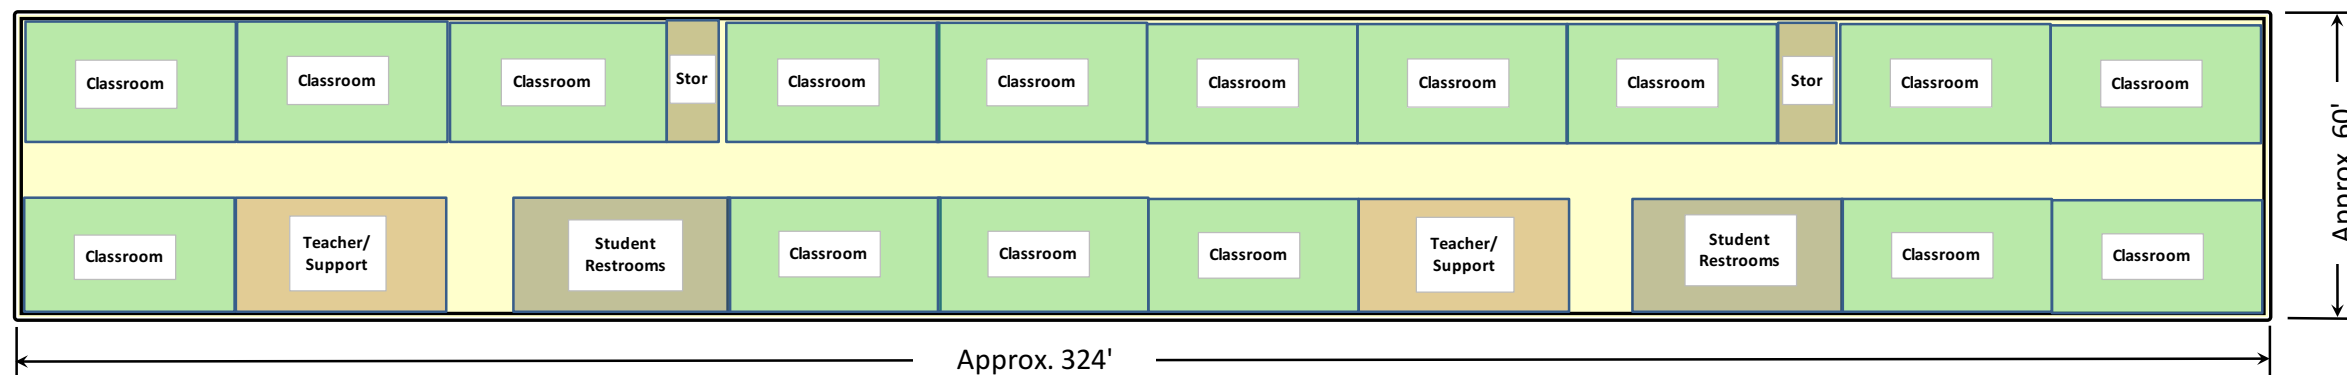 Classroom
Classroom
Classroom
Stor
Classroom
Classroom
Classroom
Classroom
Classroom
Stor
Classroom
Classroom
Classroom
Teacher/
Support
Student
Restrooms
Classroom
Classroom
Classroom
Teacher/
Support
Student
Restrooms
Classroom
Classroom
Approx. 60'
Approx. 324'